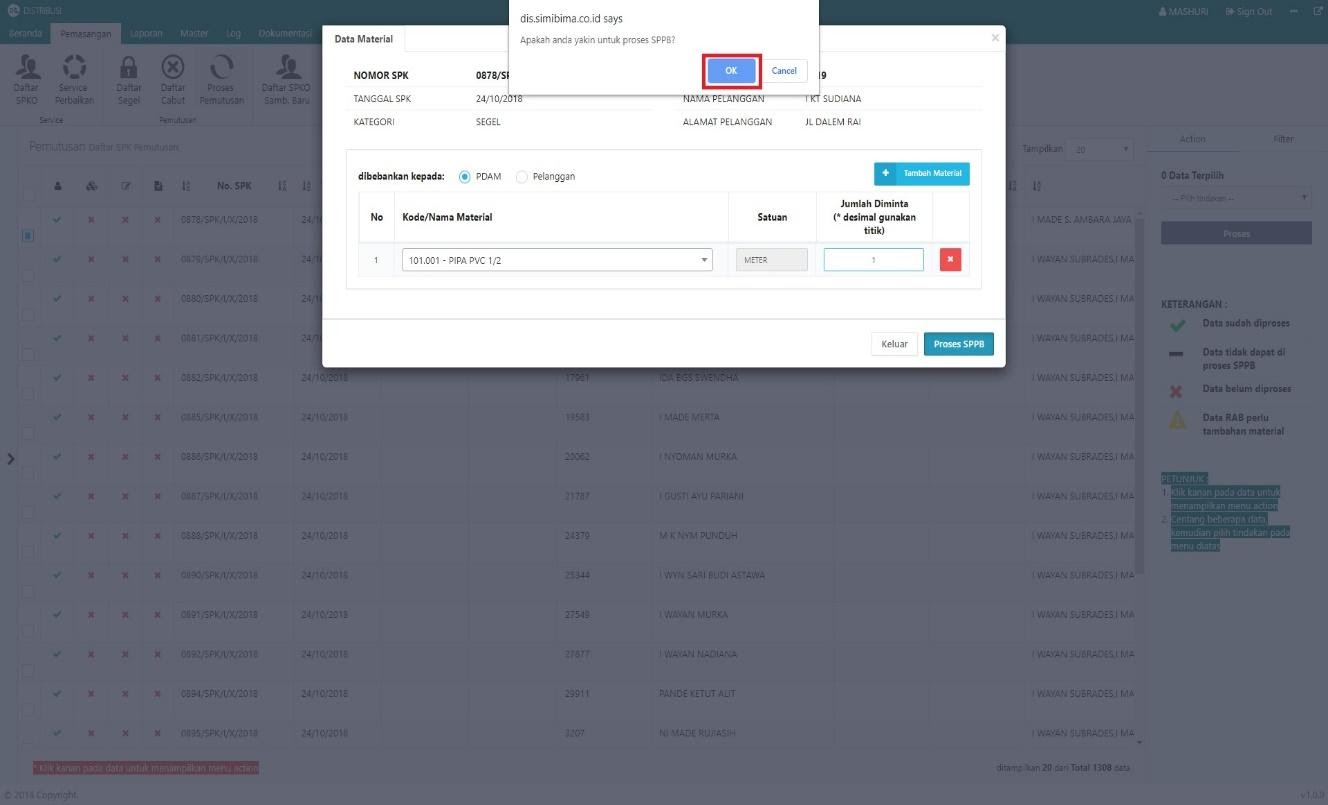 DISTRIBUSI
MASHURI
Sign Out
Beranda
Pemasangan
Laporan
Master
Log
Dokumentasi
Daftar SPKO
Service Perbaikan
Daftar Segel
Daftar Cabut
Proses Pemutusan
Daftar SPKO Samb. Baru
Service
Pemutusan
dis.simibima.co.id says
Apakah anda yakin untuk proses SPPB?
OK
Cancel
Data Material
×
NOMOR SPK
TANGGAL SPK 24/10/2018 NAMA PELANGGAN I KT SUDIANA
KATEGORI SEGEL ALAMAT PELANGGAN JL DALEM RAI
dibebankan kepada: PDAM Pelanggan
+ Tambah Material
No Kode/Nama Material Satuan Jumlah Diminta
(* desimal gunakan
titik)
1 101.001 - PIPA PVC 1/2 METER 1
Keluar
Proses SPPB
Pemutusan Daftar SPK Pemutusan
Tampilkan 20
No. SPK
0878/SPK/I/X/2018 I MADE S. AMBARA JAYA
0879/SPK/I/X/2018 I WAYAN SUBRADES,I MA
0880/SPK/I/X/2018 I WAYAN SUBRADES,I MA
0881/SPK/I/X/2018 I WAYAN SUBRADES,I MA
0882/SPK/I/X/2018 24/10/2018 17961 IDA BGS SWENDHA I WAYAN SUBRADES,I MA
0885/SPK/I/X/2018 24/10/2018 19583 I MADE MERTA I WAYAN SUBRADES,I MA
0886/SPK/I/X/2018 24/10/2018 20062 I NYOMAN MURKA I WAYAN SUBRADES,I MA
0887/SPK/I/X/2018 24/10/2018 21787 I GUSTI AYU PARIANI I WAYAN SUBRADES,I MA
0888/SPK/I/X/2018 24/10/2018 24379 M K NYM PUNDUH I WAYAN SUBRADES,I MA
0890/SPK/I/X/2018 24/10/2018 25344 I WYN SARI BUDI ASTAWA I WAYAN SUBRADES,I MA
0891/SPK/I/X/2018 24/10/2018 27549 I WAYAN MURKA I WAYAN SUBRADES,I MA
0892/SPK/I/X/2018 24/10/2018 27877 I WAYAN NADIANA I WAYAN SUBRADES,I MA
0894/SPK/I/X/2018 24/10/2018 29911 PANDE KETUT ALIT I WAYAN SUBRADES,I MA
0895/SPK/I/X/2018 24/10/2018 3207 NI MADE RUJIASIH I WAYAN SUBRADES,I MA
* Klik kanan pada data untuk menampilkan menu action
ditampilkan 20 dari Total 1308 data
Action
Filter
0 Data Terpilih
-- Pilih tindakan --
Proses
KETERANGAN :
Data sudah diproses
Data tidak dapat di
proses SPPB
Data belum diproses
Data RAB perlu
tambahan material
PETUNJUK :
1. Klik kanan pada data untuk
menampilkan menu action
2. Centang beberapa data,
kemudian pilih tindakan pada
menu diatas
© 2018 Copyright.
v1.0.0